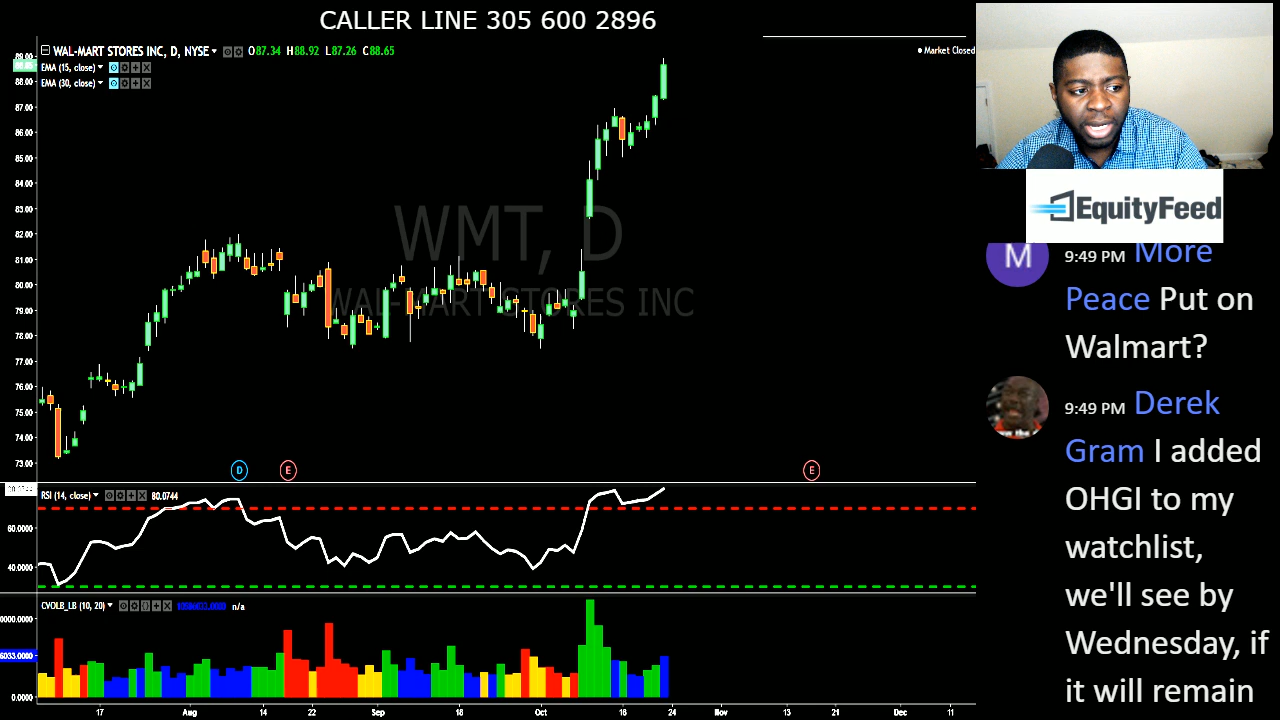 CALLER LINE 305 600 2896
WAL-MART STORES INC, D, NYSE O87.34 H88.92 L87.26 C88.65
Market Closed
EMA (15, close)
EMA (30, close)
88.00
87.00
86.00
85.00
84.00
83.00
82.00
81.00
80.00
79.00
78.00
77.00
76.00
75.00
74.00
73.00
WMT, D
WAL-MART STORES INC
D
E
E
RSI (14, close) 80.0744
60.0000
40.0000
CVOLB_LB (10, 20) n/a
0.0000
17
Aug
14
22
Sep
18
Oct
16
24
Nov
13
21
Dec
11
EquityFeed
M
9:49 PM More
Peace Put on
Walmart?
9:49 PM Derek
Gram I added
OHGI to my
watchlist,
we'll see by
Wednesday, if
it will remain